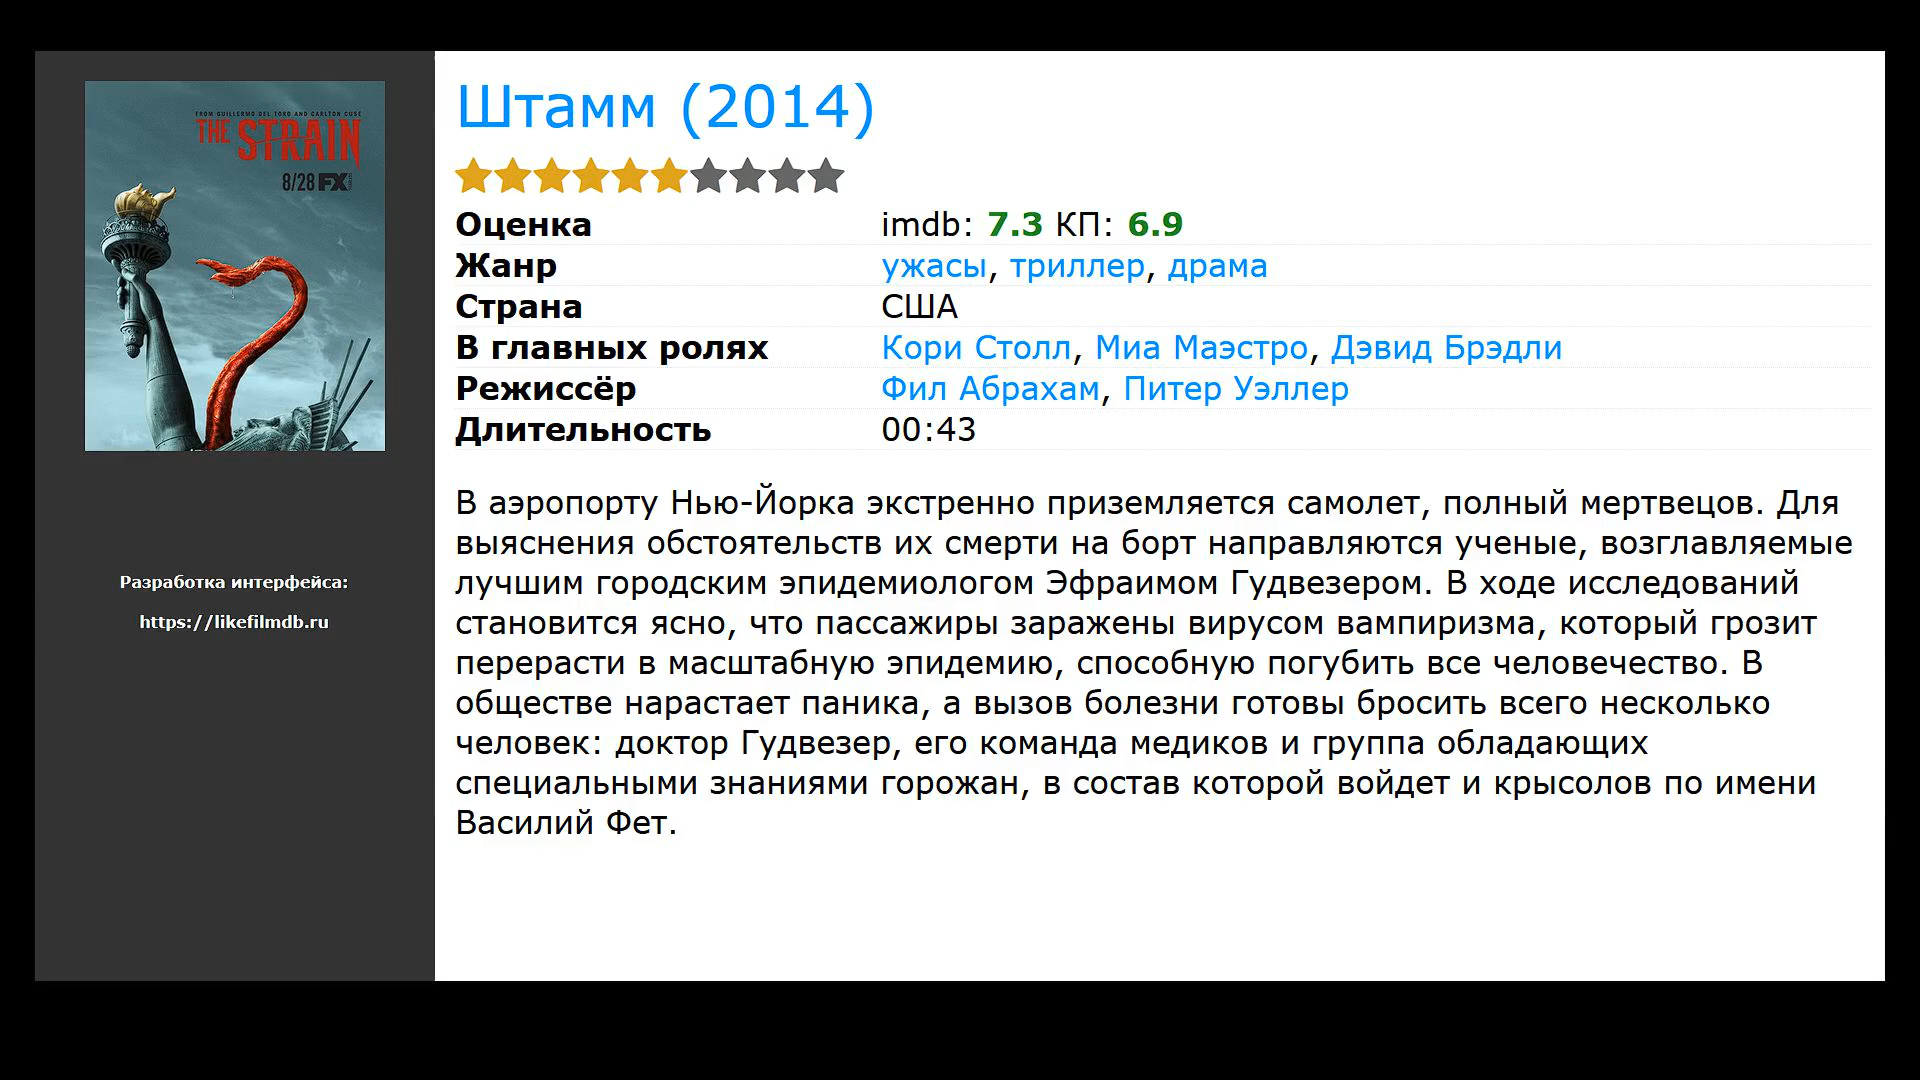 FROM GUILLERMO DEL TORO AND CARLTON CUSE
THE STRAIN
8/28 FX
Разработка интерфейса:
https://likefilmdb.ru
Штамм (2014)
Оценка imdb: 7.3 КП: 6.9
Жанр ужасы, триллер, драма
Страна США
В главных ролях Кори Столл, Миа Маэстро, Дэвид Брэдли
Режиссёр Фил Абрахам, Питер Уэллер
Длительность 00:43
В аэропорту Нью-Йорка экстренно приземляется самолет, полный мертвецов. Для
выяснения обстоятельств их смерти на борт направляются ученые, возглавляемые
лучшим городским эпидемиологом Эфраимом Гудвезером. В ходе исследований
становится ясно, что пассажиры заражены вирусом вампиризма, который грозит
перерасти в масштабную эпидемию, способную погубить все человечество. В
обществе нарастает паника, а вызов болезни готовы бросить всего несколько
человек: доктор Гудвезер, его команда медиков и группа обладающих
специальными знаниями горожан, в состав которой войдет и крысолов по имени
Василий Фет.